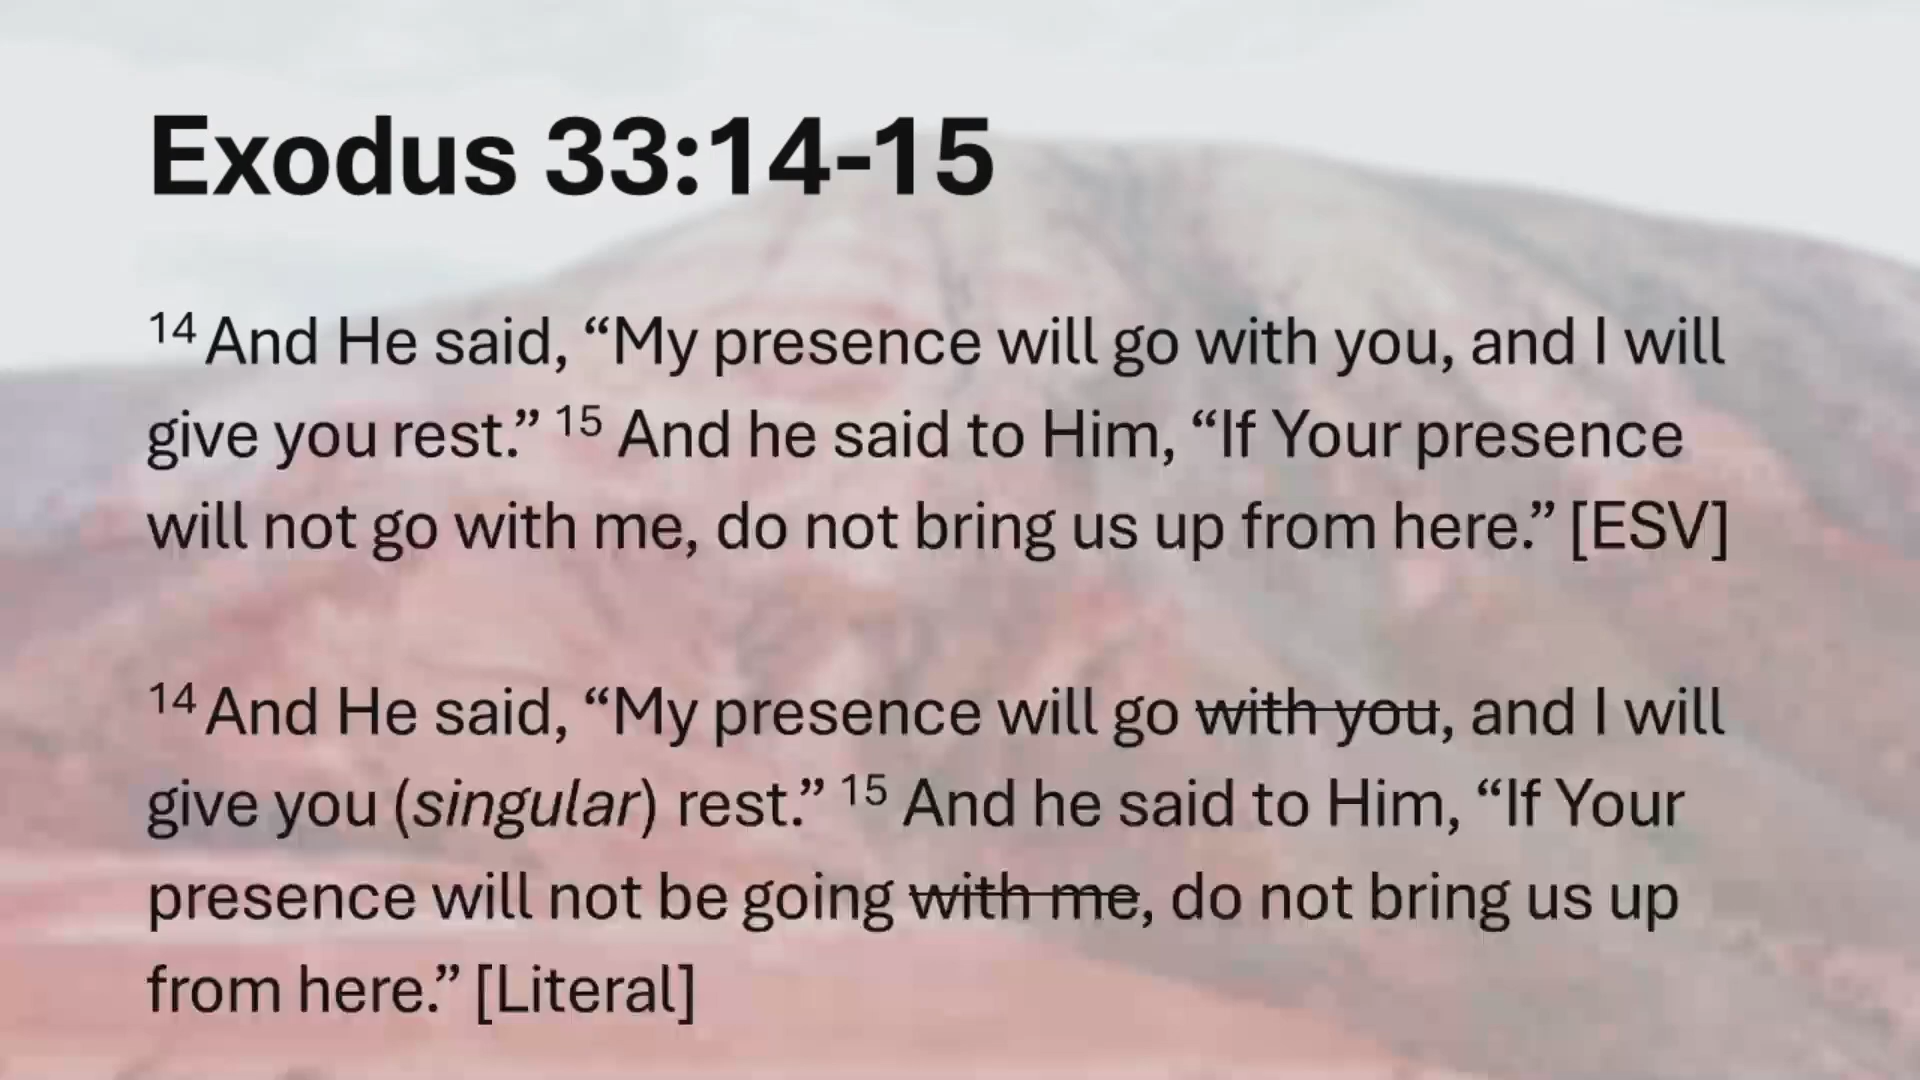 Exodus 33:14-15
14 And He said, “My presence will go with you, and I will
give you rest.” 15 And he said to Him, “If Your presence
will not go with me, do not bring us up from here.” [ESV]
14 And He said, “My presence will go with you, and I will
give you (singular) rest.” 15 And he said to Him, “If Your
presence will not be going with me, do not bring us up
from here.” [Literal]